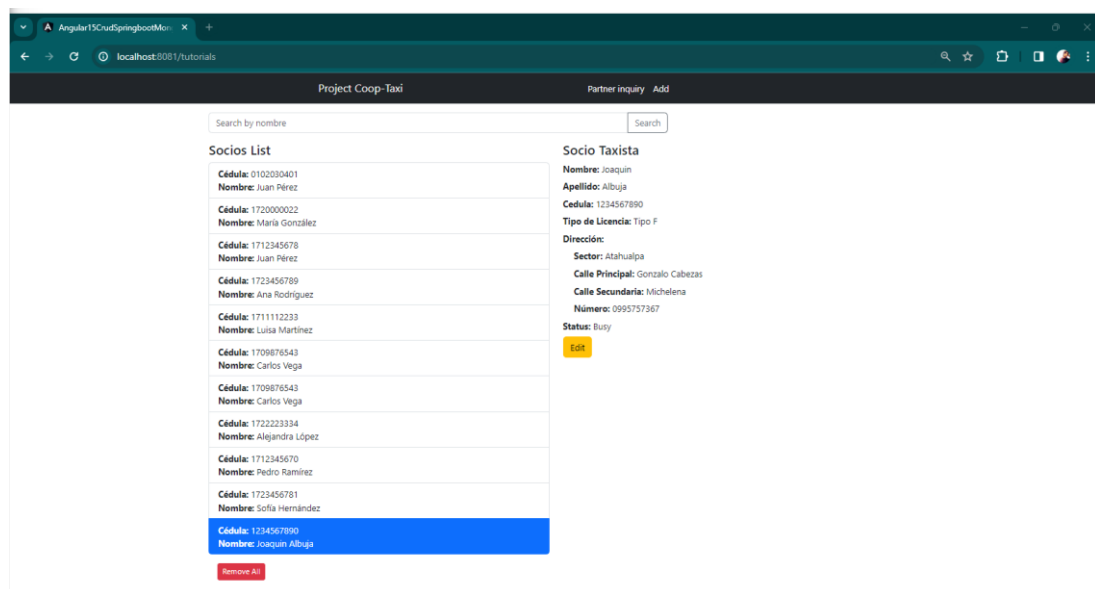 Angular15CrudSpringbootMon
localhost:8081/tutorials
Project Coop-Taxi
Partner inquiry Add
Search by nombre
Search
Socios List
Cédula: 0102030401
Nombre: Juan Pérez
Cédula: 1720000022
Nombre: María González
Cédula: 1712345678
Nombre: Juan Pérez
Cédula: 1723456789
Nombre: Ana Rodríguez
Cédula: 1711112233
Nombre: Luisa Martínez
Cédula: 1709876543
Nombre: Carlos Vega
Cédula: 1709876543
Nombre: Carlos Vega
Cédula: 1722223334
Nombre: Alejandra López
Cédula: 1712345670
Nombre: Pedro Ramírez
Cédula: 1723456781
Nombre: Sofía Hernández
Cédula: 1234567890
Nombre: Joaquin Albuja
Remove All
Socio Taxista
Nombre: Joaquin
Apellido: Albuja
Cedula: 1234567890
Tipo de Licencia: Tipo F
Dirección:
Sector: Atahualpa
Calle Principal: Gonzalo Cabezas
Calle Secundaria: Michelena
Número: 0995757367
Status: Busy
Edit